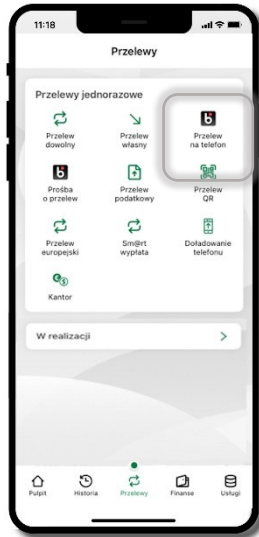 11:18
Przelewy
Przelewy jednorazowe
Przelew
dowolny
Przelew
własny
Przelew
na telefon
Prośba
o przelew
Przelew
podatkowy
Przelew
QR
Przelew
europejski
Sm@rt
wypłata
Doładowanie
telefonu
Kantor
W realizacji
Pulpit
Historia
Przelewy
Finanse
Usługi